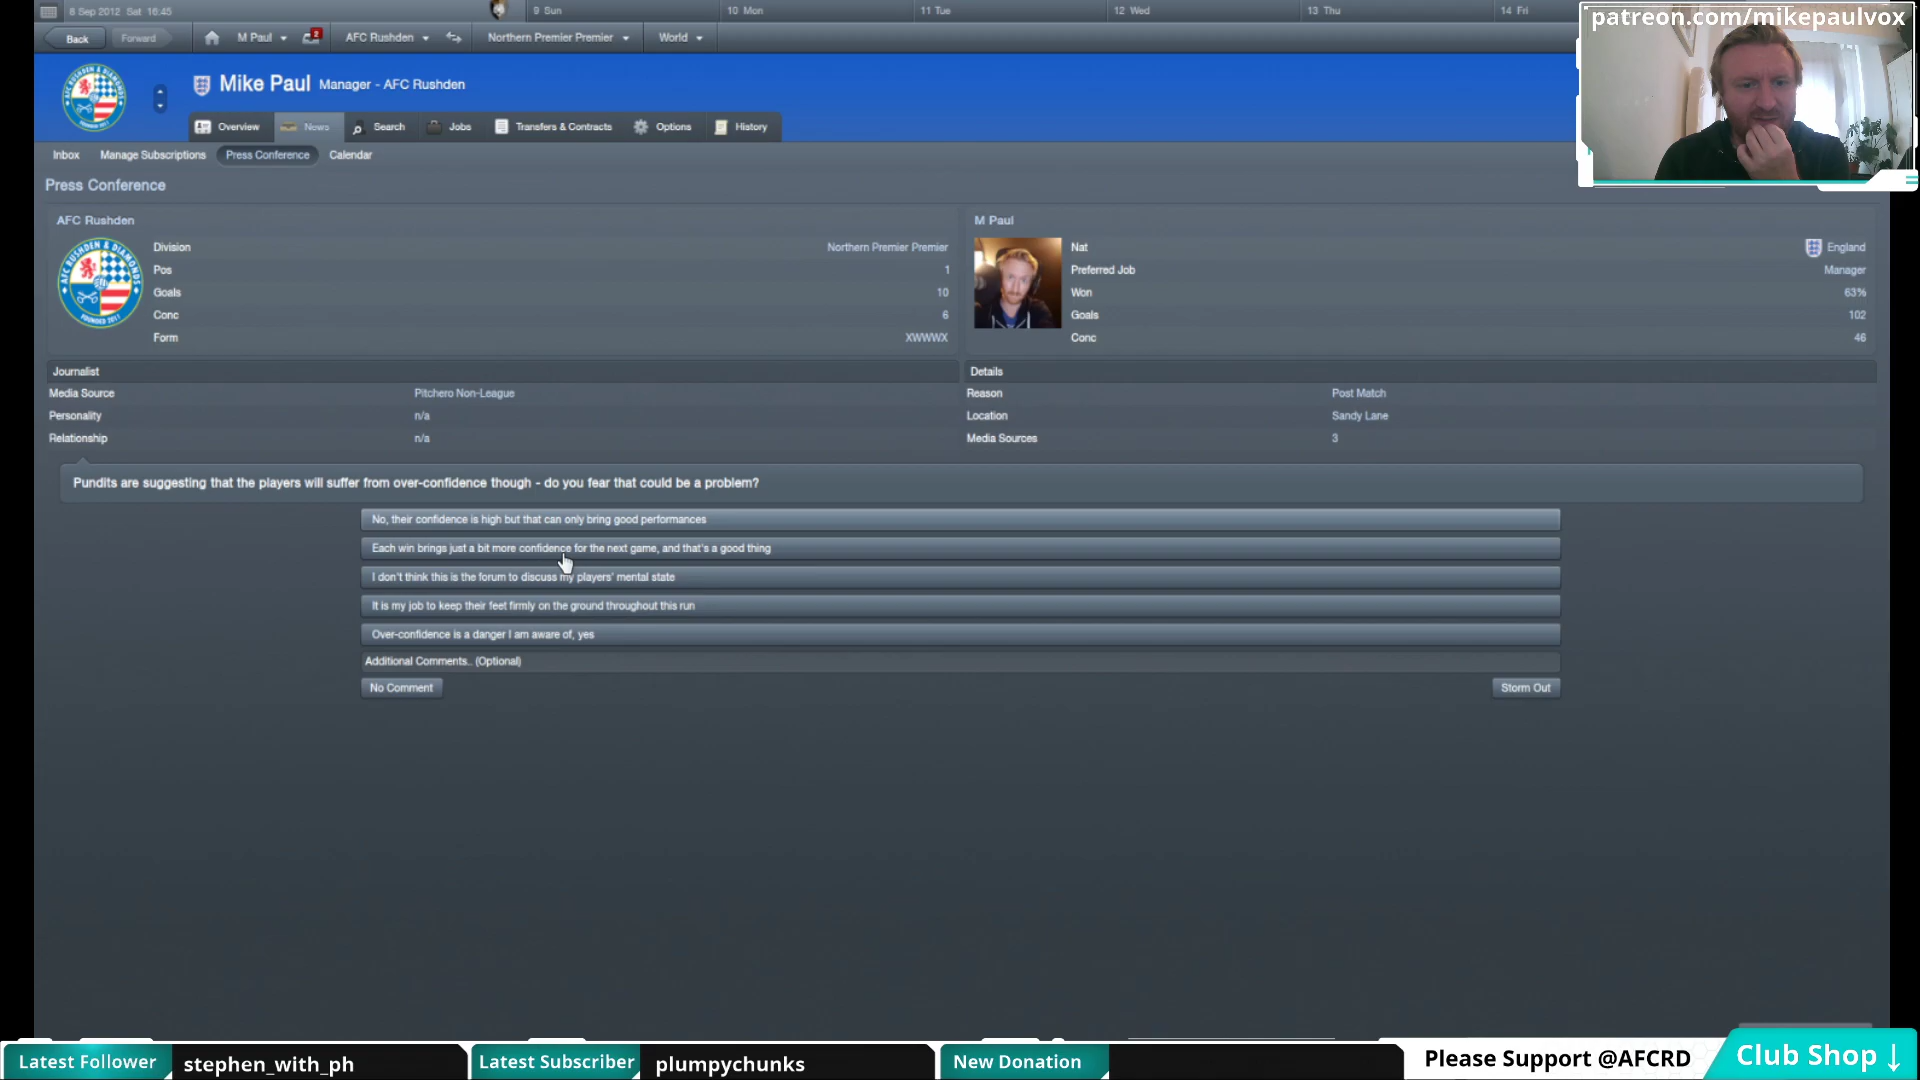 8 Sep 2012 Sat 16:45
9 Sun
10 Mon
11 Tue
12 Wed
13 Thu
14 Fri
patreon.com/mikepaulvox
Back
Forward
M Paul
2
AFC Rushden
Northern Premier Premier
World
Mike Paul Manager - AFC Rushden
Overview
News
Search
Jobs
Transfers & Contracts
Options
History
Inbox
Manage Subscriptions
Press Conference
Calendar
Press Conference
AFC Rushden
AFC RUSHDEN & DIAMONDS
Division Northern Premier Premier
Pos 1
Goals 10
Conc 6
Form XWWWX
M Paul
Nat England
Preferred Job Manager
Won 63%
Goals 102
Conc 46
Journalist
Media Source Pitchero Non-League
Personality n/a
Relationship n/a
Details
Reason Post Match
Location Sandy Lane
Media Sources 3
Pundits are suggesting that the players will suffer from over-confidence though - do you fear that could be a problem?
No, their confidence is high but that can only bring good performances
Each win brings just a bit more confidence for the next game, and that's a good thing
I don't think this is the forum to discuss my players' mental state
It is my job to keep their feet firmly on the ground throughout this run
Over-confidence is a danger I am aware of, yes
Additional Comments.. (Optional)
No Comment
Storm Out
Latest Follower
stephen_with_ph
Latest Subscriber
plumpychunks
New Donation
Please Support @AFCRD
Club Shop ↓